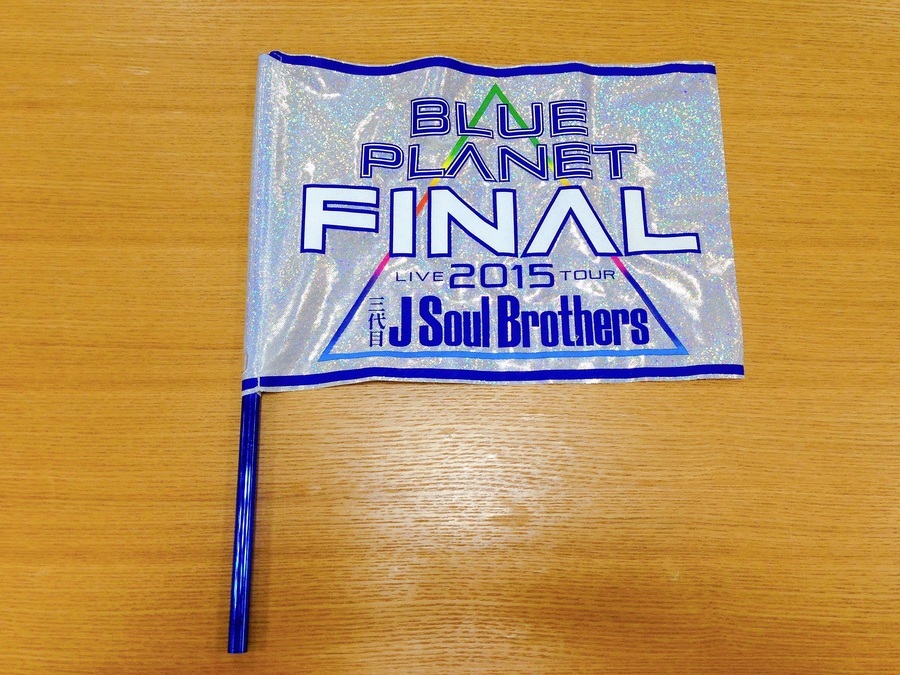 BLUE
PLANET
FINAL
LIVE 2015 TOUR
三代目 J Soul Brothers